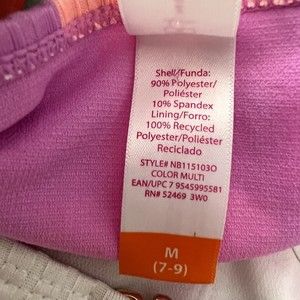 Shell/Funda:
90% Polyester/
Poliéster
10% Spandex
Lining/Forro:
100% Recycled
Polyester/Poliéster
Reciclado
STYLE# NB115103O
COLOR MULTI
EAN/UPC 7 9545995581
RN# 52469 3W0
M
(7-9)